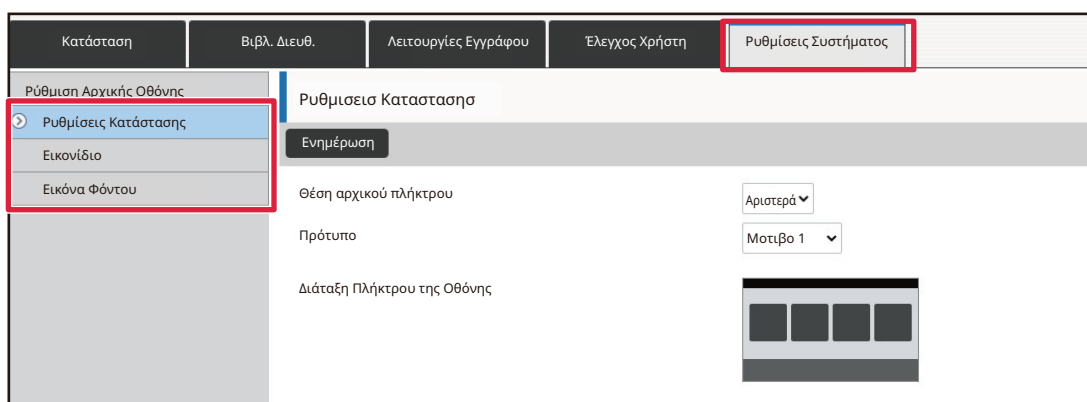 Κατάσταση
Βιβλ. Διευθ.
Λειτουργίες Εγγράφου
Έλεγχος Χρήστη
Ρυθμίσεις Συστήματος
Ρύθμιση Αρχικής Οθόνης
Ρυθμίσεις Κατάστασης
Εικονίδιο
Εικόνα Φόντου
Ρυθμισεισ Καταστασησ
Ενημέρωση
Θέση αρχικού πλήκτρου
Αριστερά
Πρότυπο
Μοτιβο 1
Διάταξη Πλήκτρου της Οθόνης